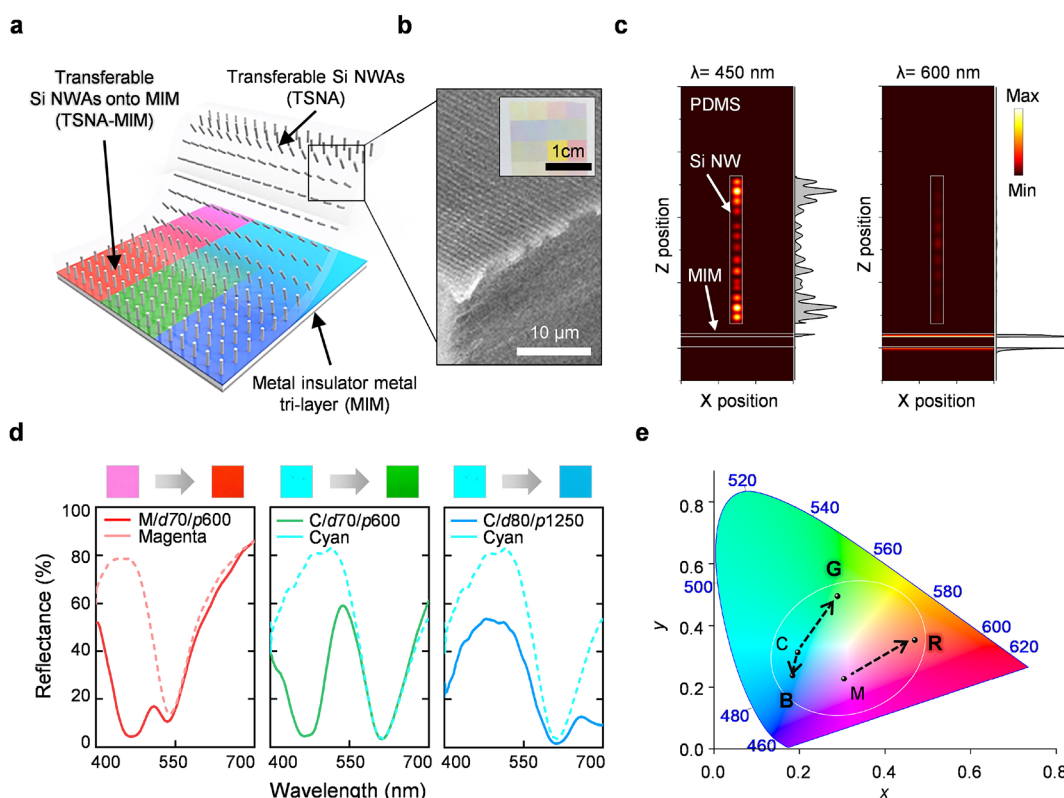 a
Transferable
Si NWAs onto MIM
(TSNA-MIM)
Transferable Si NWAs
(TSNA)
Metal insulator metal
tri-layer (MIM)
b
1cm
10 µm
c
λ= 450 nm
λ= 600 nm
PDMS
Si NW
MIM
Z position
X position
Z position
X position
Max
Min
d
M/d70/p600
Magenta
C/d70/p600
Cyan
C/d80/p1250
Cyan
Reflectance (%)
100
80
60
40
20
0
400 550 700
400 550 700
400 550 700
Wavelength (nm)
e
520
540
560
580
600
620
500
480
460
G
C
B
M
R
y
0.8
0.6
0.4
0.2
0.0
0.0 0.2 0.4 0.6 0.8
x